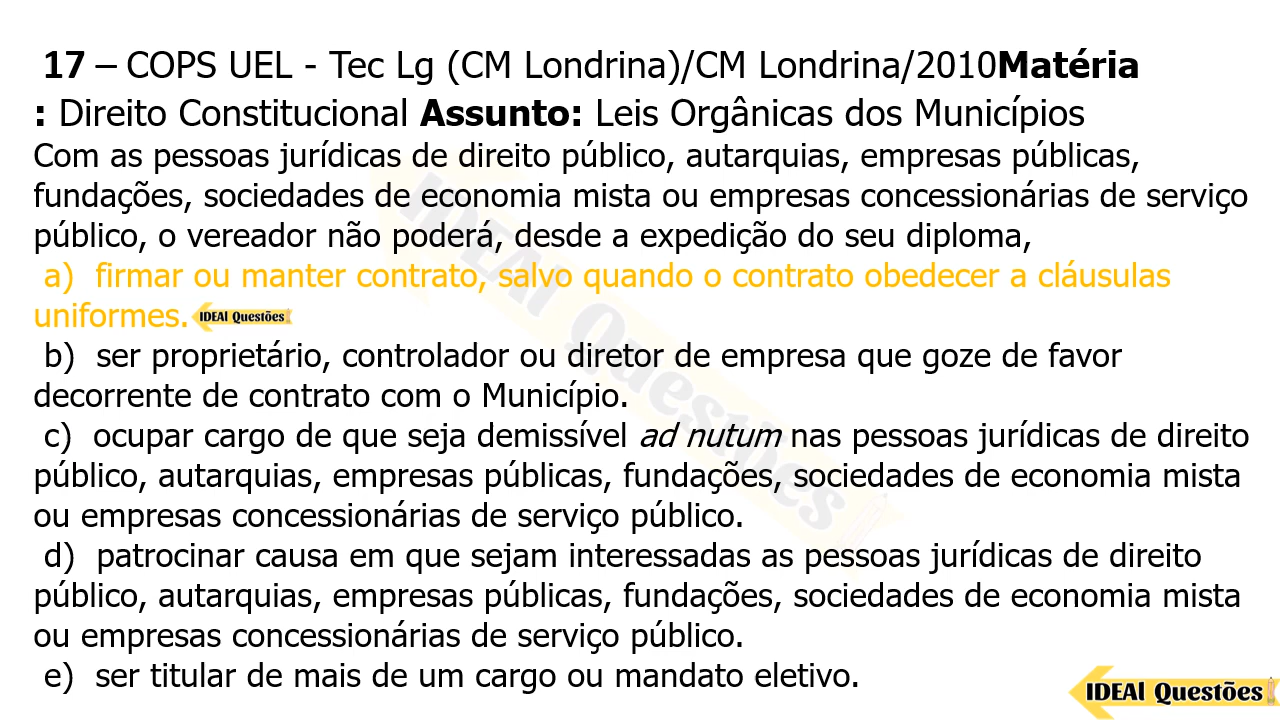 17 – COPS UEL - Tec Lg (CM Londrina)/CM Londrina/2010Matéria
: Direito Constitucional Assunto: Leis Orgânicas dos Municípios
Com as pessoas jurídicas de direito público, autarquias, empresas públicas,
fundações, sociedades de economia mista ou empresas concessionárias de serviço
público, o vereador não poderá, desde a expedição do seu diploma,
a) firmar ou manter contrato, salvo quando o contrato obedecer a cláusulas
uniformes. IDEAl Questões
b) ser proprietário, controlador ou diretor de empresa que goze de favor
decorrente de contrato com o Município.
c) ocupar cargo de que seja demissível ad nutum nas pessoas jurídicas de direito
público, autarquias, empresas públicas, fundações, sociedades de economia mista
ou empresas concessionárias de serviço público.
d) patrocinar causa em que sejam interessadas as pessoas jurídicas de direito
público, autarquias, empresas públicas, fundações, sociedades de economia mista
ou empresas concessionárias de serviço público.
e) ser titular de mais de um cargo ou mandato eletivo.
IDEAl Questões
IDEAl Questões